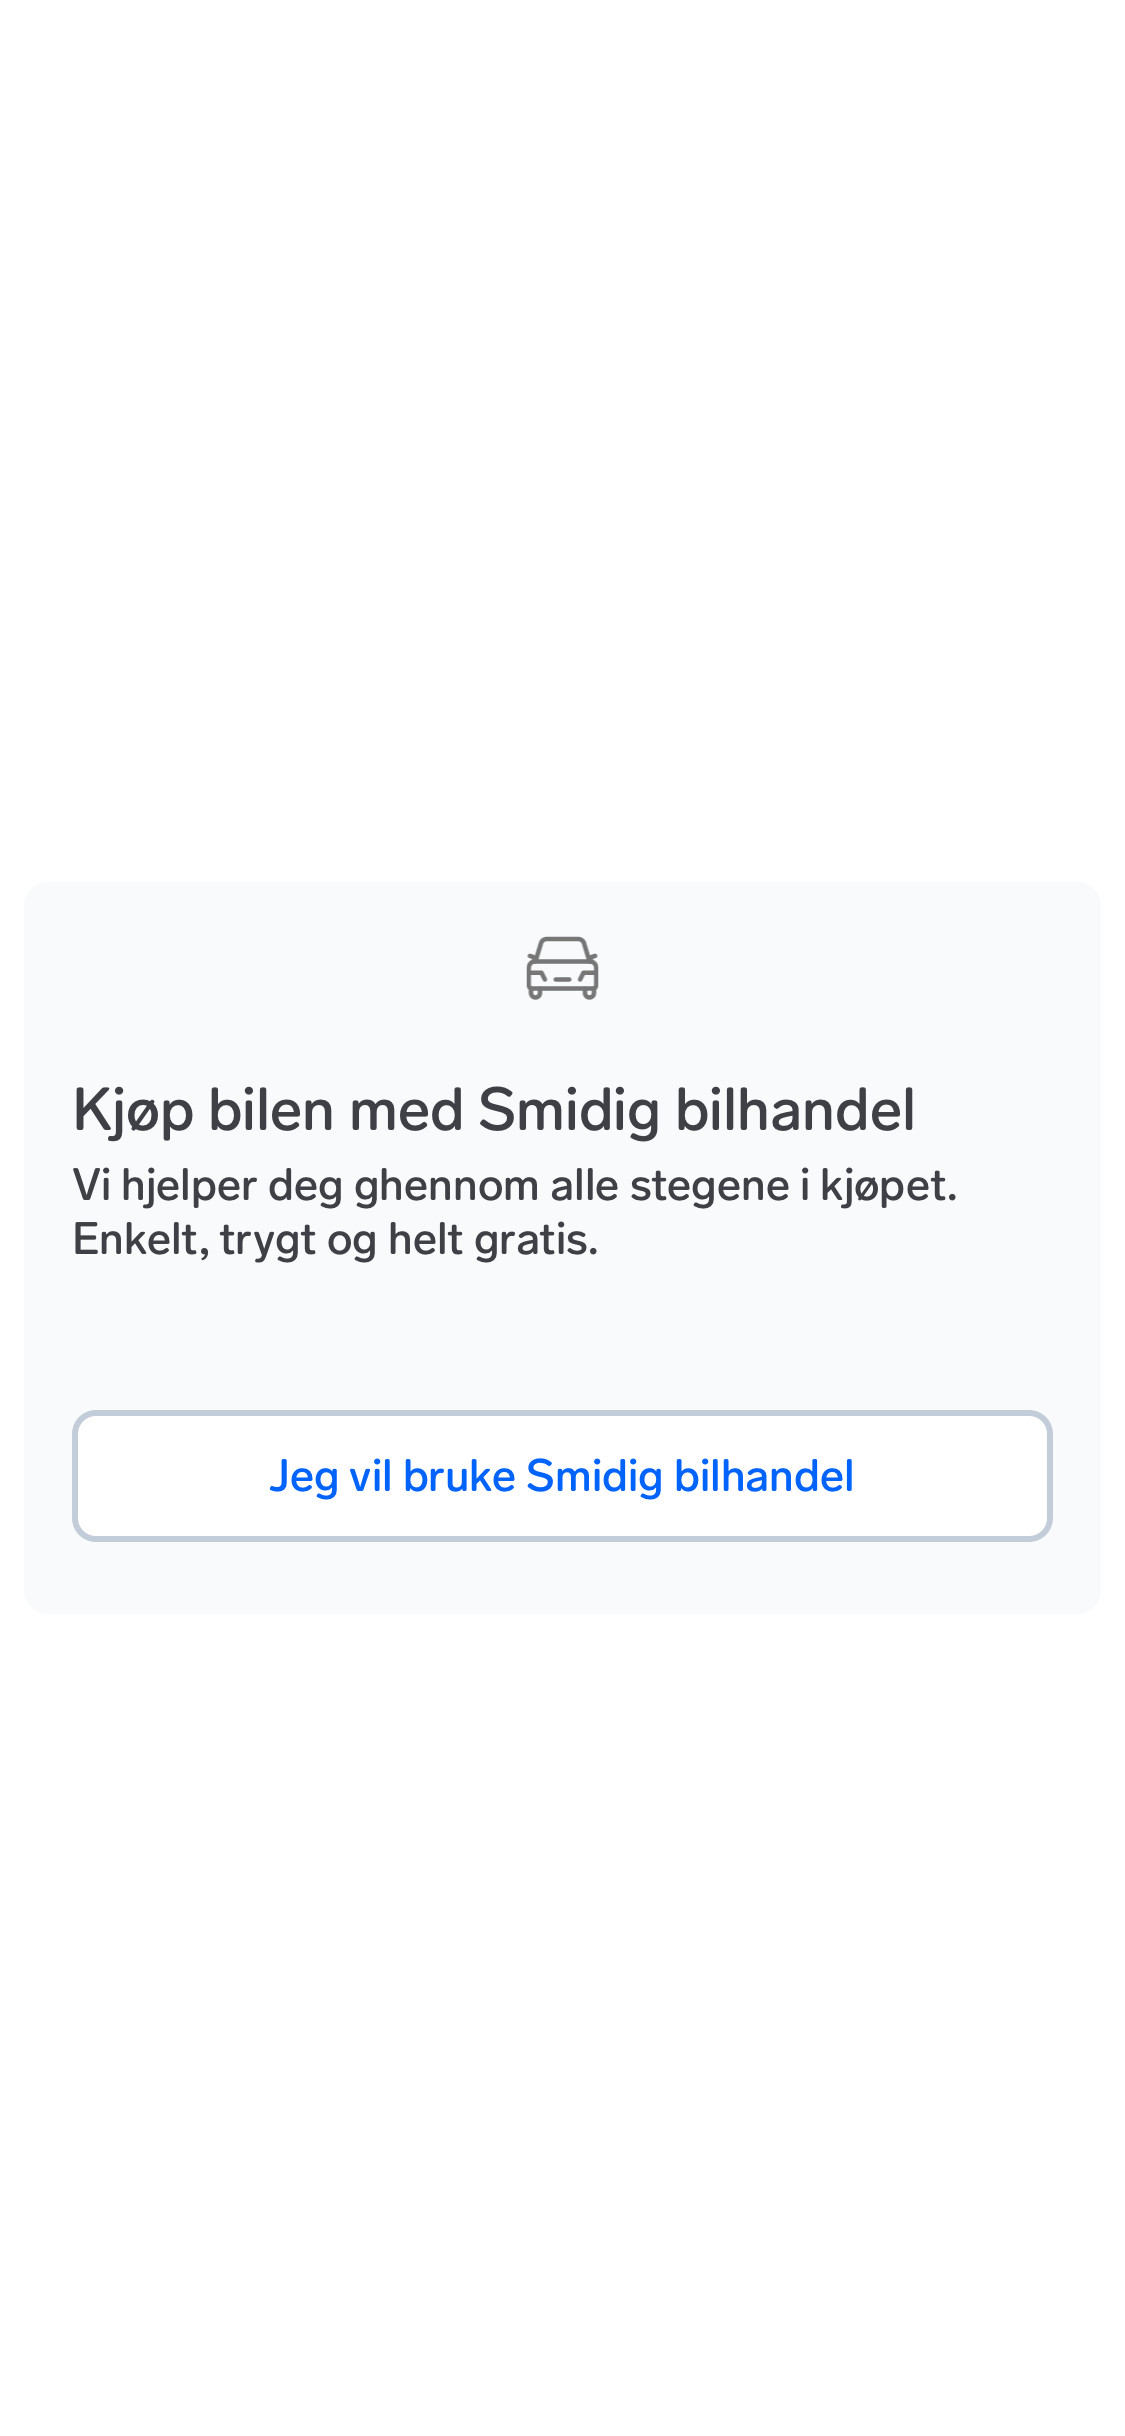 Kjøp bilen med Smidig bilhandel
Vi hjelper deg ghennom alle stegene i kjøpet.
Enkelt, trygt og helt gratis.
Jeg vil bruke Smidig bilhandel